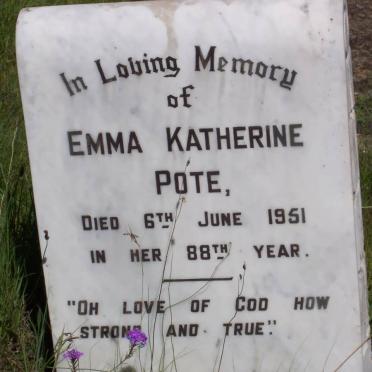 In Loving Memory
of
EMMA KATHERINE
POTE,
DIED 6TH JUNE 1951
IN HER 88TH YEAR.
"OH LOVE OF GOD HOW
STRONG AND TRUE".